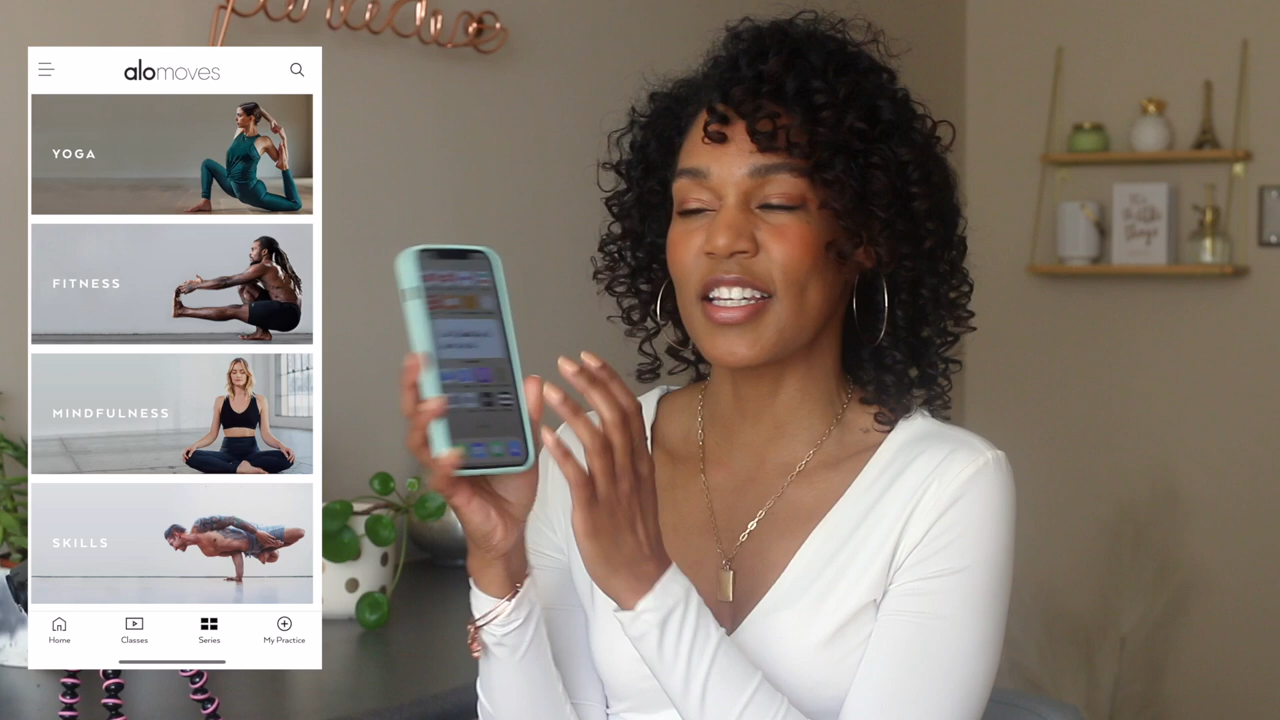 alomoves
YOGA
FITNESS
MINDFULNESS
SKILLS
Home
Classes
Series
My Practice